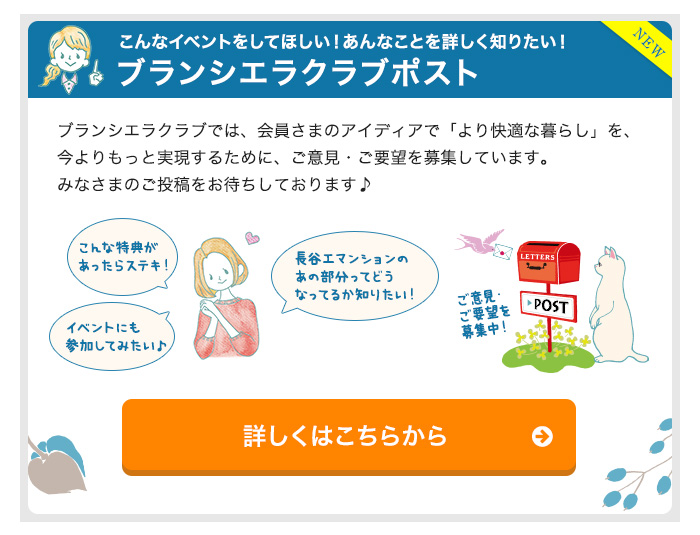 こんなイベントをしてほしい！あんなことを詳しく知りたい！
ブランシエラクラブポスト
NEW
ブランシエラクラブでは、会員さまのアイディアで「より快適な暮らし」を、
今よりもっと実現するために、ご意見・ご要望を募集しています。
みなさまのご投稿をお待ちしております♪
こんな特典が
あったらステキ！
イベントにも
参加してみたい♪
長谷工マンションの
あの部分ってどう
なってるか知りたい！
ご意見・
ご要望を
募集中！
LETTERS
POST
詳しくはこちらから